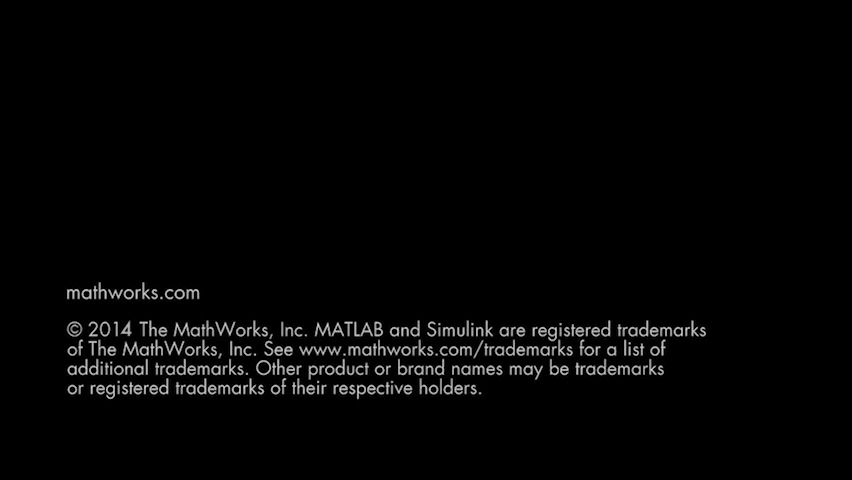 mathworks.com
© 2014 The MathWorks, Inc. MATLAB and Simulink are registered trademarks
of The MathWorks, Inc. See www.mathworks.com/trademarks for a list of
additional trademarks. Other product or brand names may be trademarks
or registered trademarks of their respective holders.